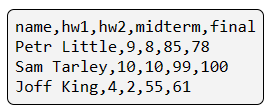 name,hw1,hw2,midterm,final
Petr Little,9,8,85,78
Sam Tarley,10,10,99,100
Joff King,4,2,55,61